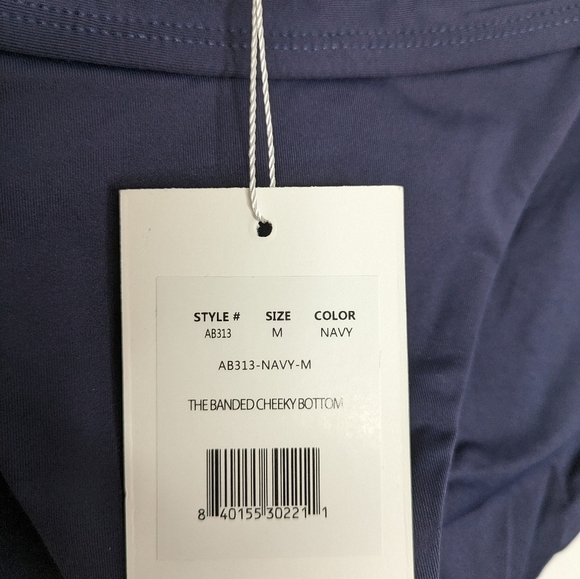 STYLE # SIZE COLOR
AB313 M NAVY
AB313-NAVY-M
THE BANDED CHEEKY BOTTOM
8 40155 30221 1